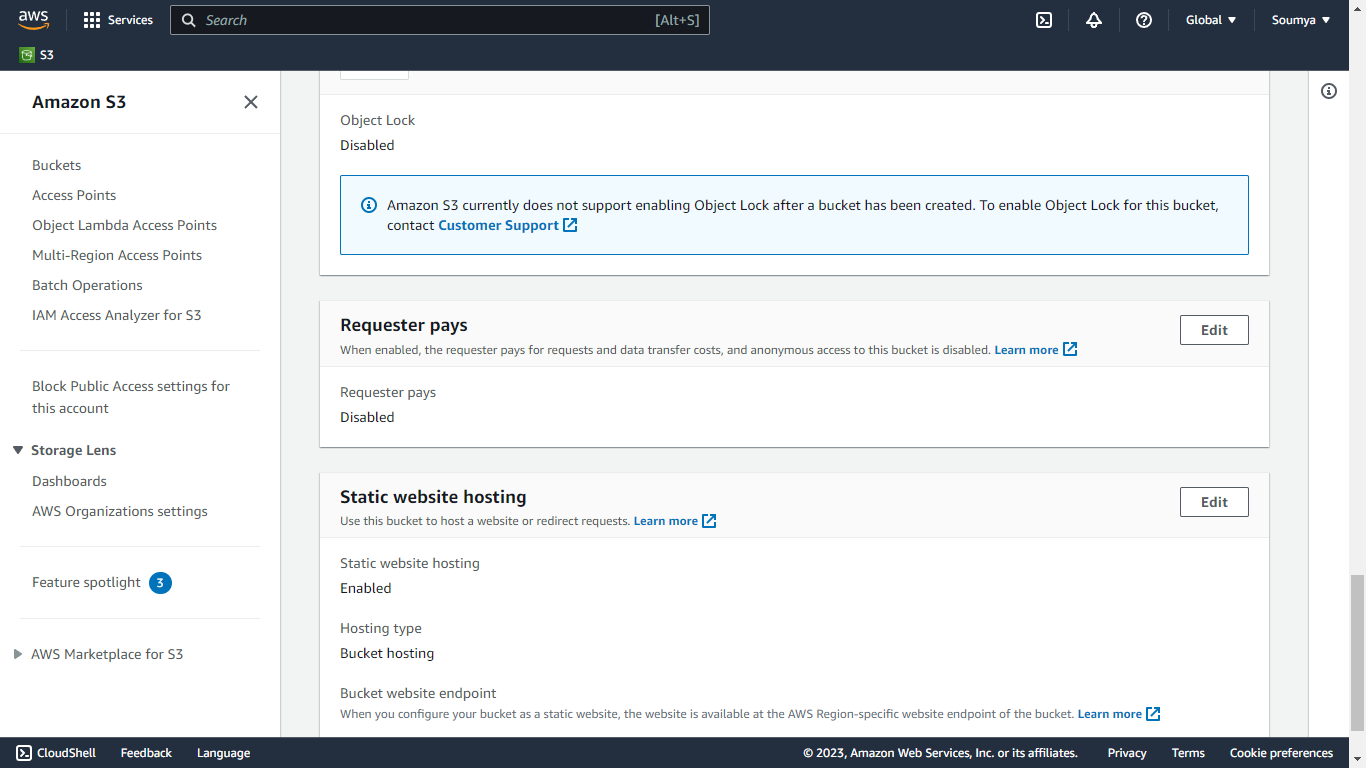 aws
Services
Search
[Alt+S]
Global
Soumya
S3
Amazon S3
Buckets
Access Points
Object Lambda Access Points
Multi-Region Access Points
Batch Operations
IAM Access Analyzer for S3
Block Public Access settings for
this account
Storage Lens
Dashboards
AWS Organizations settings
Feature spotlight 3
AWS Marketplace for S3
Object Lock
Disabled
Amazon S3 currently does not support enabling Object Lock after a bucket has been created. To enable Object Lock for this bucket,
contact Customer Support
Requester pays
Edit
When enabled, the requester pays for requests and data transfer costs, and anonymous access to this bucket is disabled. Learn more
Requester pays
Disabled
Static website hosting
Edit
Use this bucket to host a website or redirect requests. Learn more
Static website hosting
Enabled
Hosting type
Bucket hosting
Bucket website endpoint
When you configure your bucket as a static website, the website is available at the AWS Region-specific website endpoint of the bucket. Learn more
CloudShell
Feedback
Language
© 2023, Amazon Web Services, Inc. or its affiliates.
Privacy
Terms
Cookie preferences